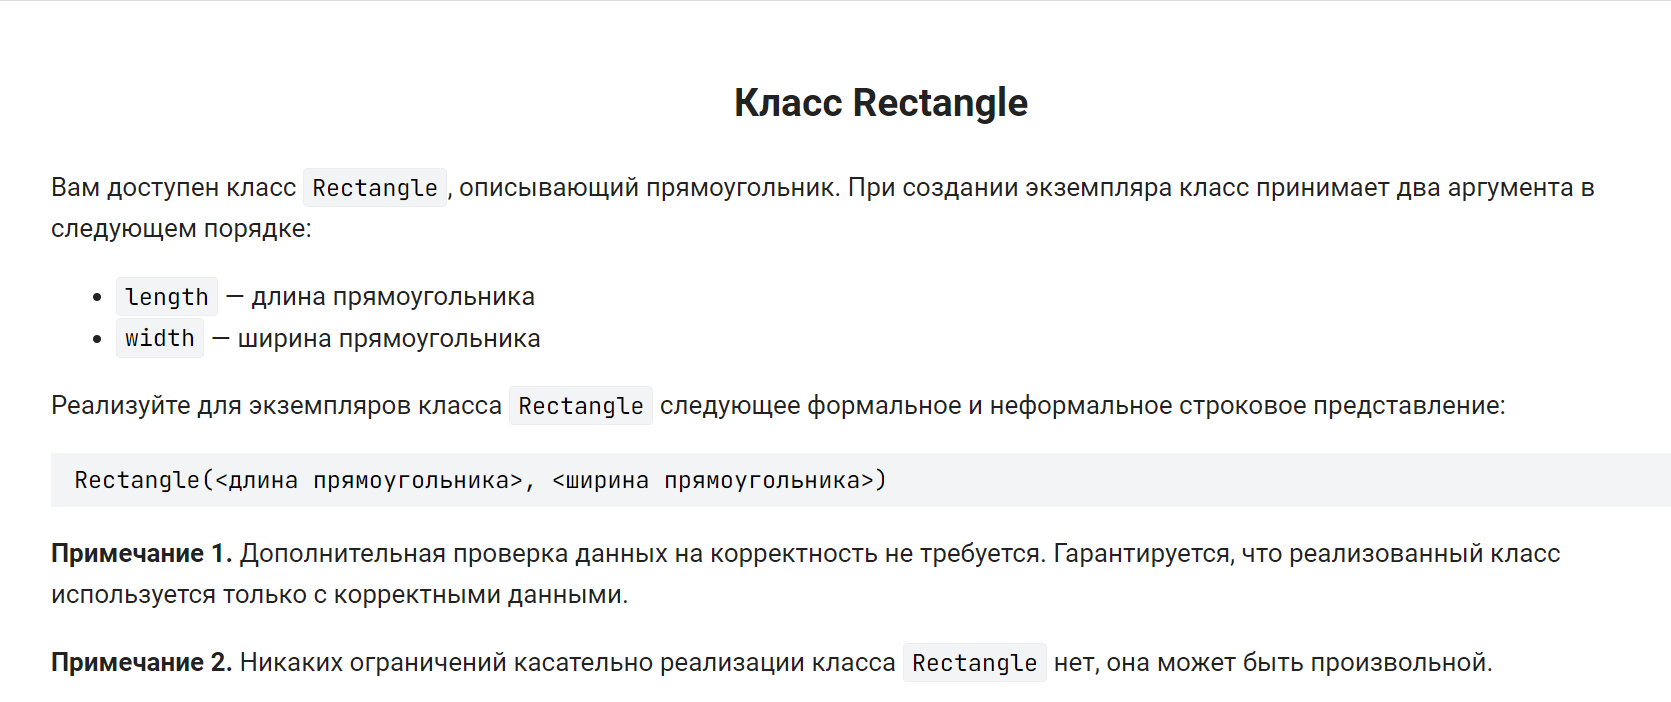 Класс Rectangle
Вам доступен класс Rectangle, описывающий прямоугольник. При создании экземпляра класс принимает два аргумента в
следующем порядке:
• length — длина прямоугольника
• width — ширина прямоугольника
Реализуйте для экземпляров класса Rectangle следующее формальное и неформальное строковое представление:
Rectangle(<длина прямоугольника>, <ширина прямоугольника>)
Примечание 1. Дополнительная проверка данных на корректность не требуется. Гарантируется, что реализованный класс
используется только с корректными данными.
Примечание 2. Никаких ограничений касательно реализации класса Rectangle нет, она может быть произвольной.